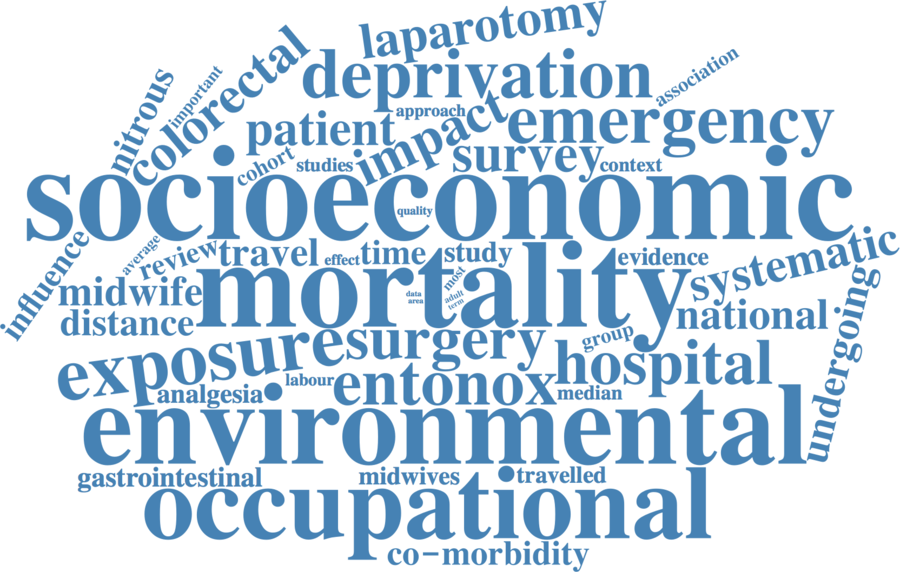 laparotomy
deprivation
association
important
colorectal
nitrous
approach
impact
emergency
patient
survey
cohort
studies
context
socioeconomic
quality
influence
average
review
travel
effect
time
study
evidence
systematic
most
mortality
data
area
adult
term
midwife
distance
national
undergoing
exposure
surgery
group
hospital
analgesia
labour
entonox
median
environmental
gastrointestinal
midwives
travelled
occupational
co-morbidity